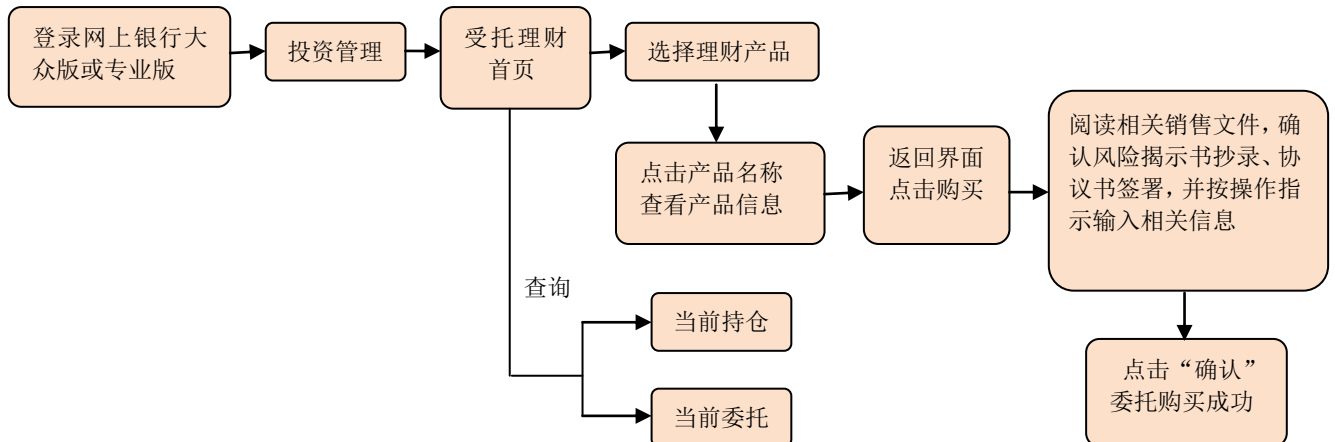 登录网上银行大
众版或专业版
投资管理
受托理财
首页
选择理财产品
点击产品名称
查看产品信息
返回界面
点击购买
阅读相关销售文件，确
认风险揭示书抄录、协
议书签署，并按操作指
示输入相关信息
查询
当前持仓
当前委托
点击“确认”
委托购买成功